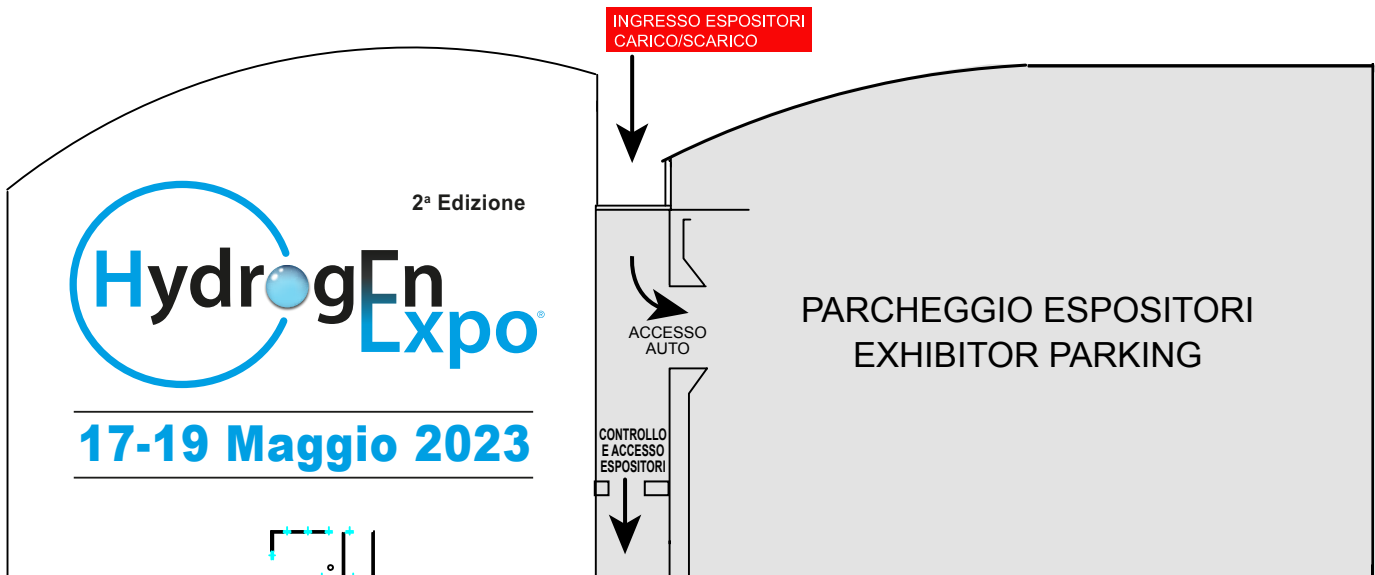 INGRESSO ESPOSITORI
CARICO/SCARICO
2ª Edizione
HydrogEn
Expo®
17-19 Maggio 2023
ACCESSO
AUTO
PARCHEGGIO ESPOSITORI
EXHIBITOR PARKING
CONTROLLO
E ACCESSO
ESPOSITORI